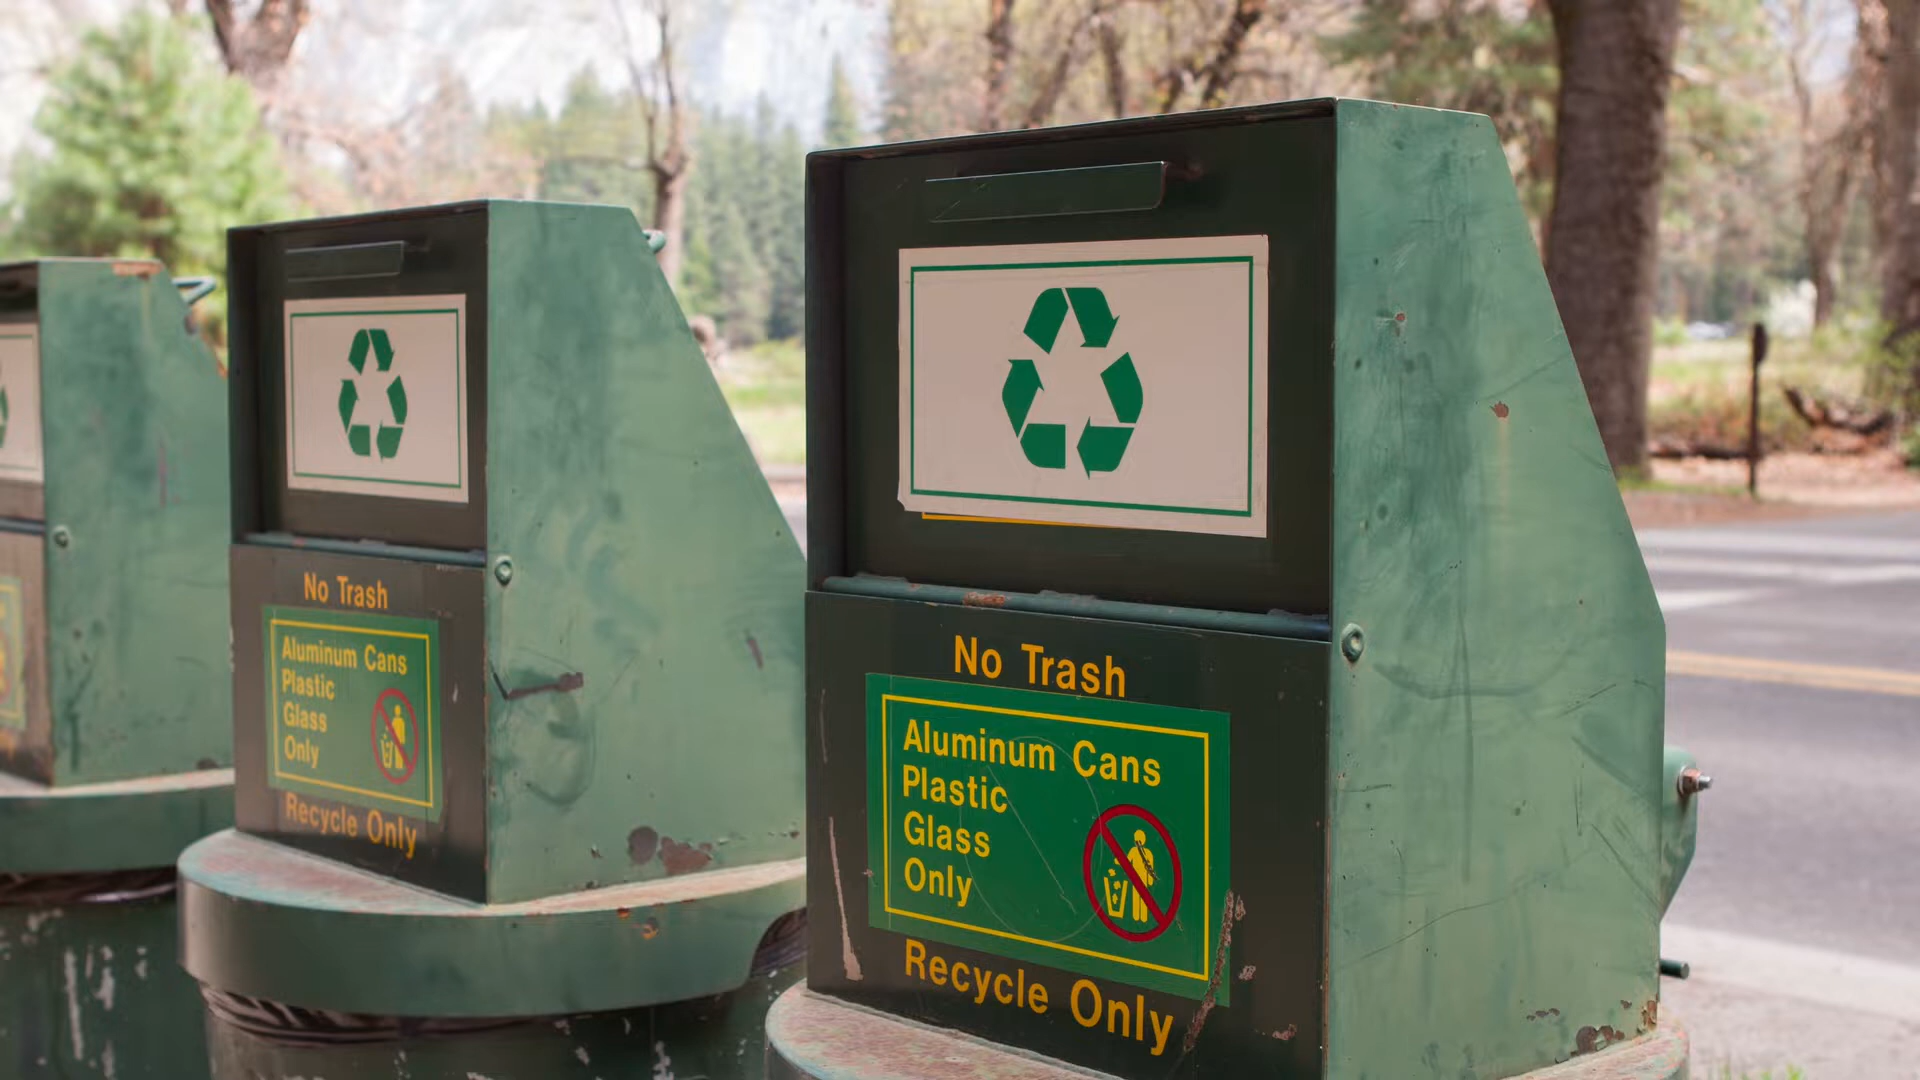 No Trash
Aluminum Cans
Plastic
Glass
Only
Recycle Only
No Trash
Aluminum Cans
Plastic
Glass
Only
Recycle Only